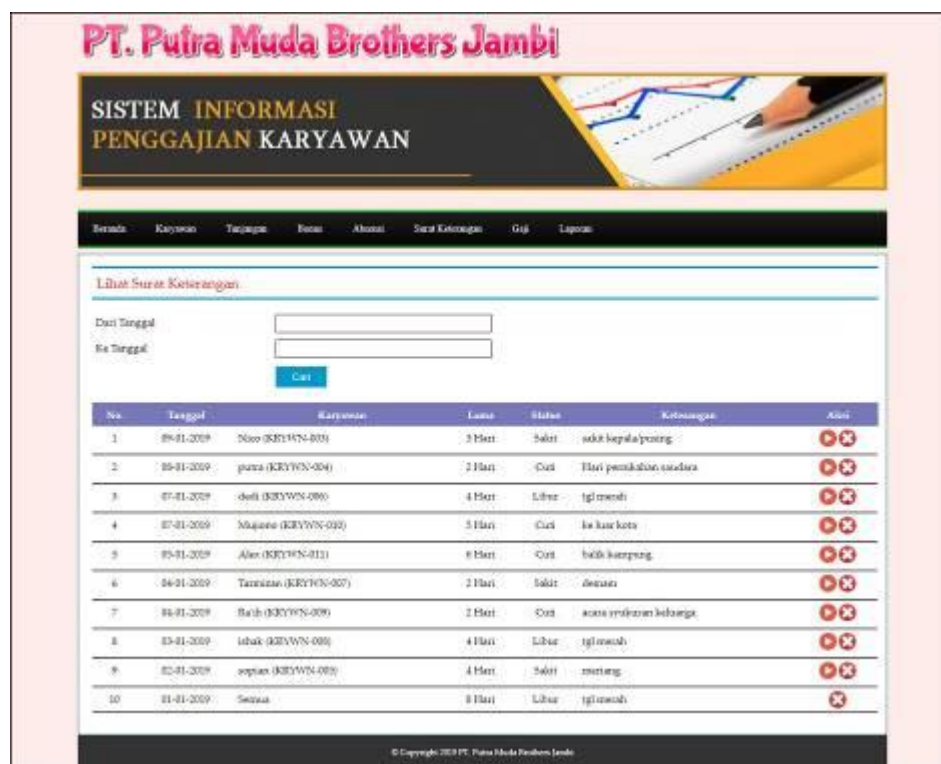 PT. Putra Muda Brothers Jambi
SISTEM INFORMASI
PENGGAJIAN KARYAWAN
Beranda Karyawan Tunjangan Bonus Absensi Surat Keterangan Gaji Laporan
Lihat Surat Keterangan
Dari Tanggal
Ke Tanggal
Cari
No. Tanggal Karyawan Lama Status Keterangan Aksi
1 09-01-2019 Nico (KRYWN-003) 3 Hari Sakit sakit kepala/pusing
2 08-01-2019 putra (KRYWN-004) 2 Hari Cuti Hari pernikahan saudara
3 07-01-2019 dedi (KRYWN-006) 4 Hari Libur tgl merah
4 07-01-2019 Mujiono (KRYWN-010) 5 Hari Cuti ke luar kota
5 05-01-2019 Alex (KRYWN-011) 6 Hari Cuti balik kampung
6 04-01-2019 (KRYWN-007) 2 Hari Sakit demam
7 04-01-2019 (KRYWN-009) 2 Hari Cuti acara syukuran keluarga
8 03-01-2019 ishak (KRYWN-008) 4 Hari Libur tgl merah
9 02-01-2019 sopian (KRYWN-005) 4 Hari Sakit meriang
10 01-01-2019 Semua 8 Hari Libur tgl merah
© Copyright 2019 PT. Putra Muda Brothers Jambi